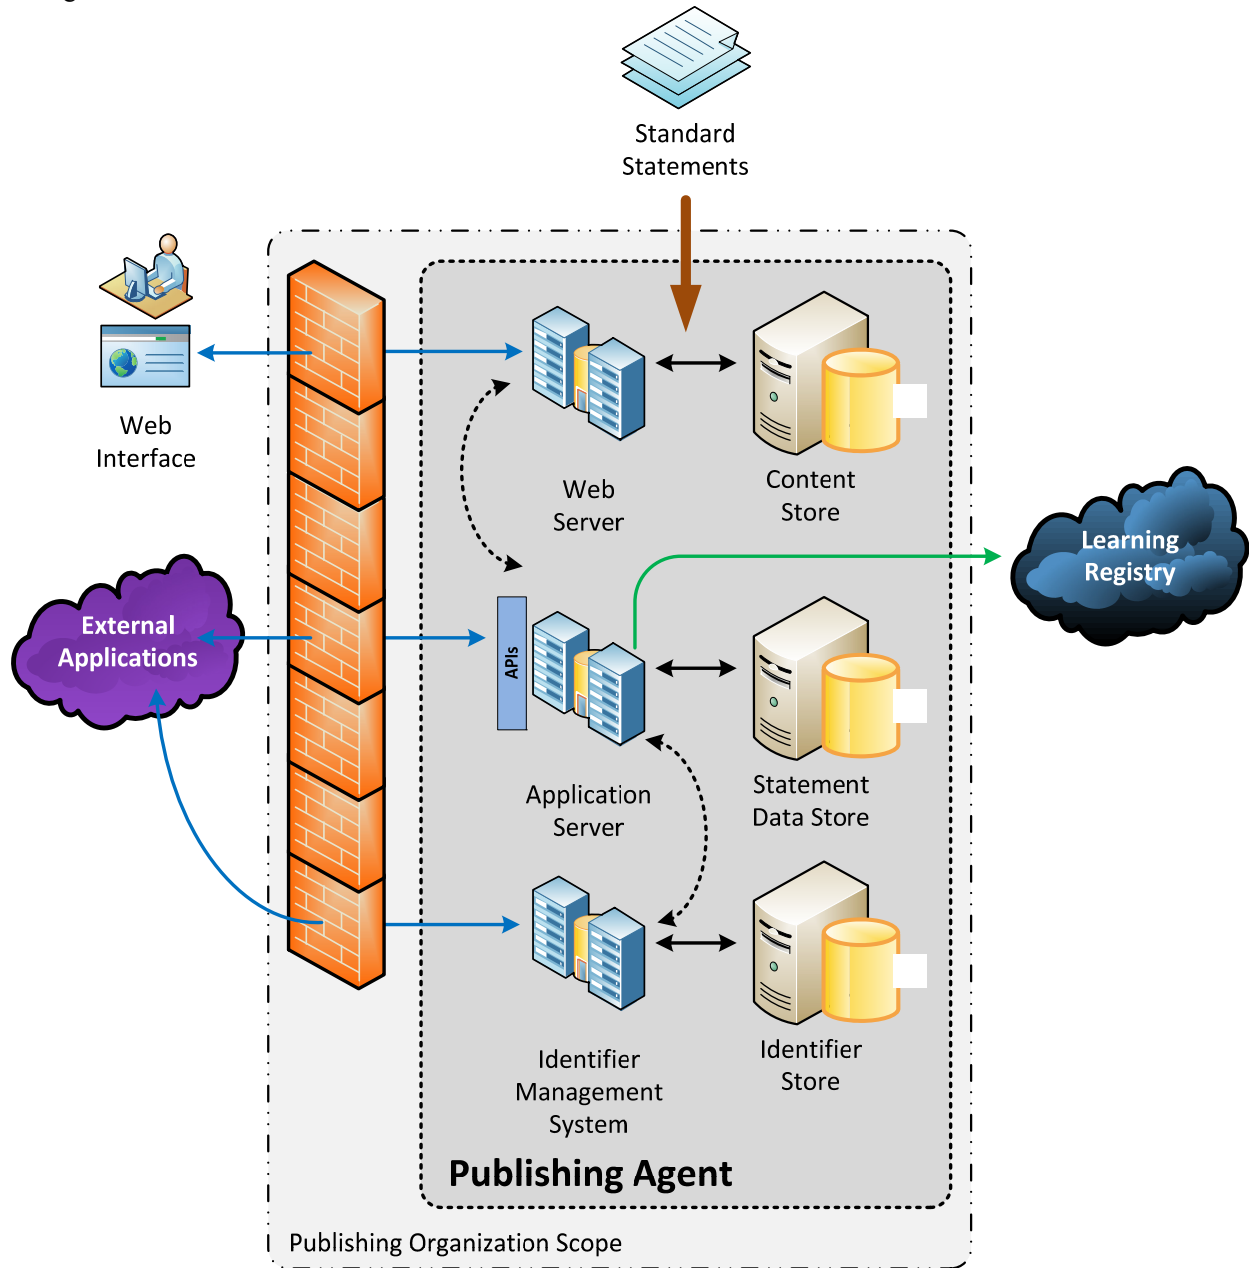 Standard
Statements
Web
Interface
Web
Server
Content
Store
Learning
Registry
External
Applications
APIs
Application
Server
Statement
Data Store
Identifier
Management
System
Identifier
Store
Publishing Agent
Publishing Organization Scope